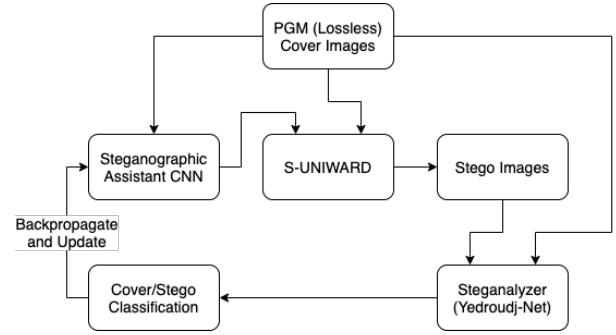 PGM (Lossless)
Cover Images
Steganographic
Assistant CNN
S-UNIWARD
Stego Images
Backpropagate
and Update
Cover/Stego
Classification
Steganalyzer
(Yedroudj-Net)